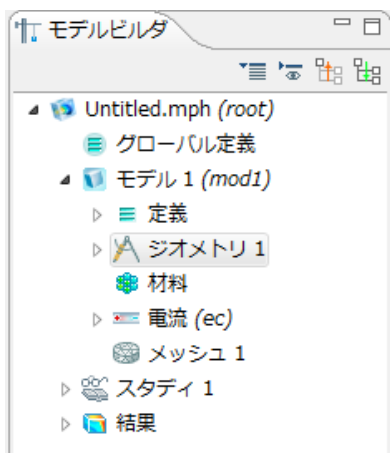 モデルビルダ
Untitled.mph (root)
グローバル定義
モデル 1 (mod1)
定義
ジオメトリ 1
材料
電流 (ec)
メッシュ 1
スタディ 1
結果